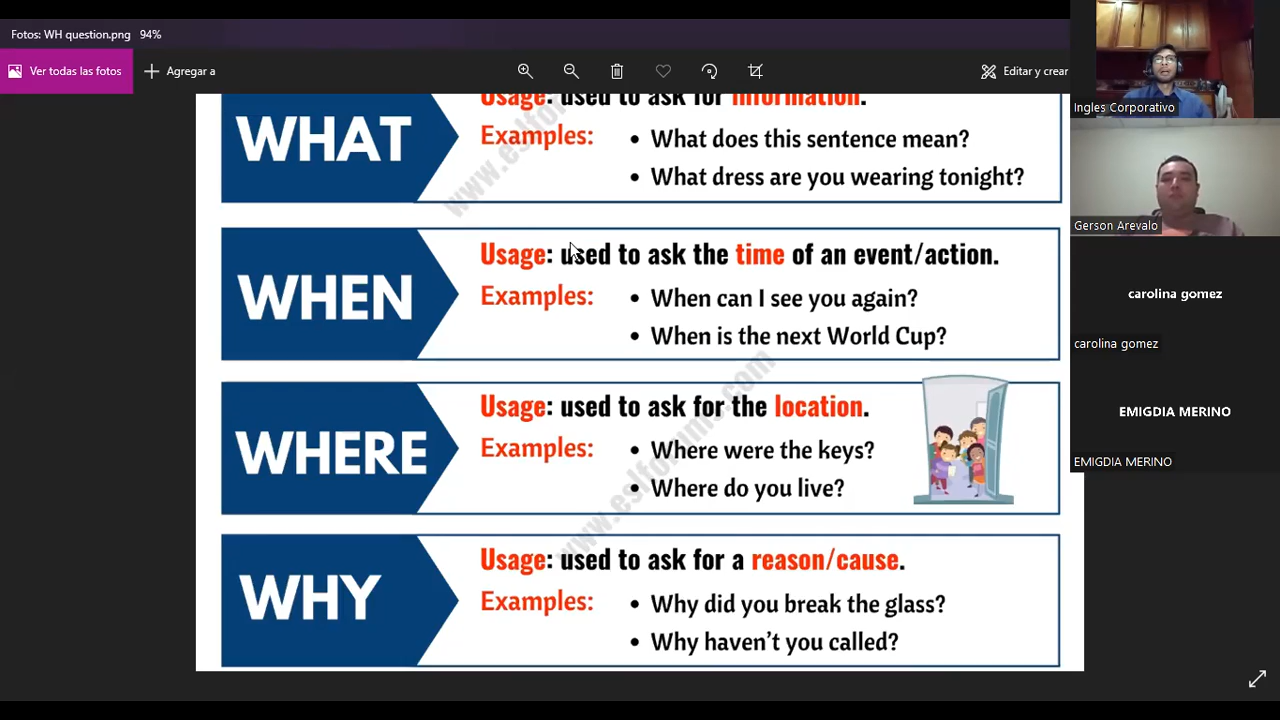 Fotos: WH question.png 94%
Ver todas las fotos
Agregar a
Editar y crear
WHAT
Usage: used to ask for information.
Examples:
• What does this sentence mean?
• What dress are you wearing tonight?
WHEN
Usage: used to ask the time of an event/action.
Examples:
• When can I see you again?
• When is the next World Cup?
WHERE
Usage: used to ask for the location.
Examples:
• Where were the keys?
• Where do you live?
WHY
Usage: used to ask for a reason/cause.
Examples:
• Why did you break the glass?
• Why haven't you called?
Ingles Corporativo
Gerson Arevalo
carolina gomez
carolina gomez
EMIGDIA MERINO
EMIGDIA MERINO